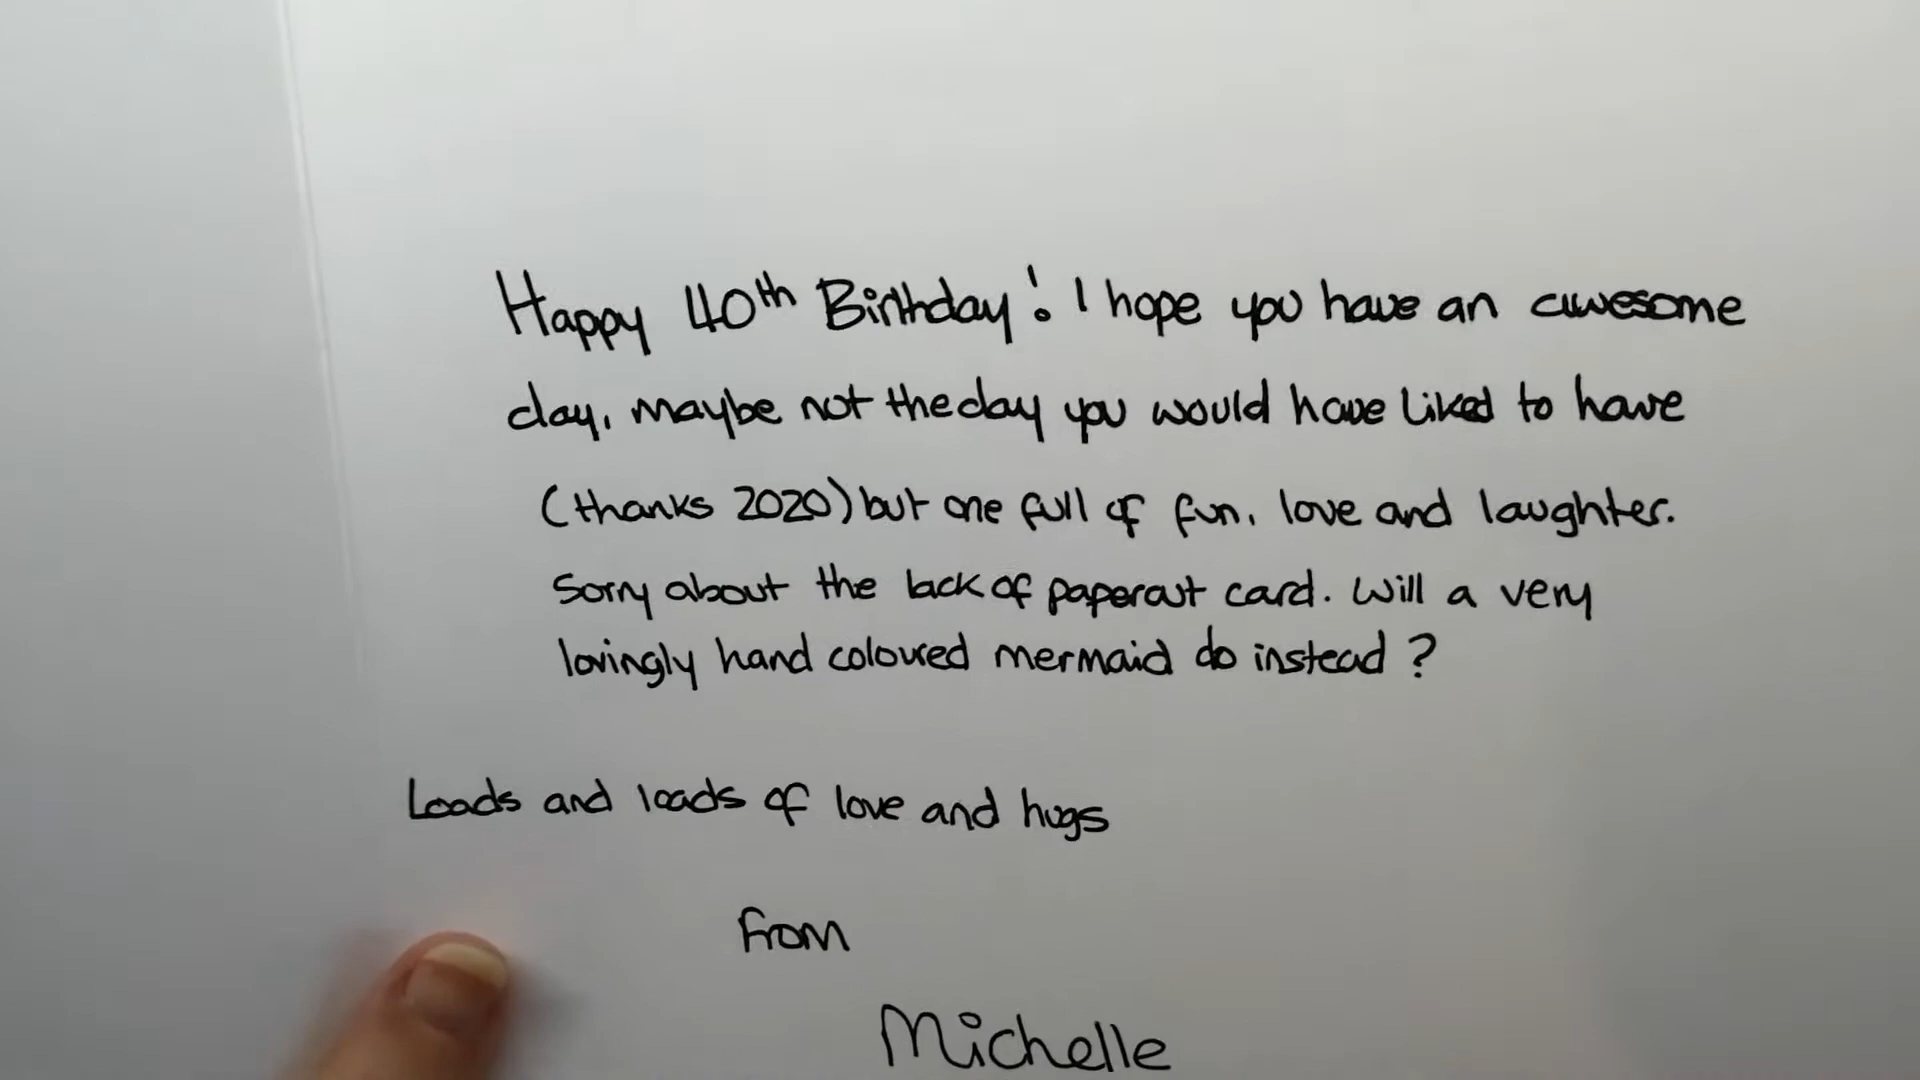 Happy 40th Birthday! I hope you have an awesome
day, maybe not the day you would have liked to have
(thanks 2020) but one full of fun, love and laughter.
Sorry about the lack of papercut card. Will a very
lovingly hand coloured mermaid do instead?
Loads and loads of love and hugs
From
Michelle